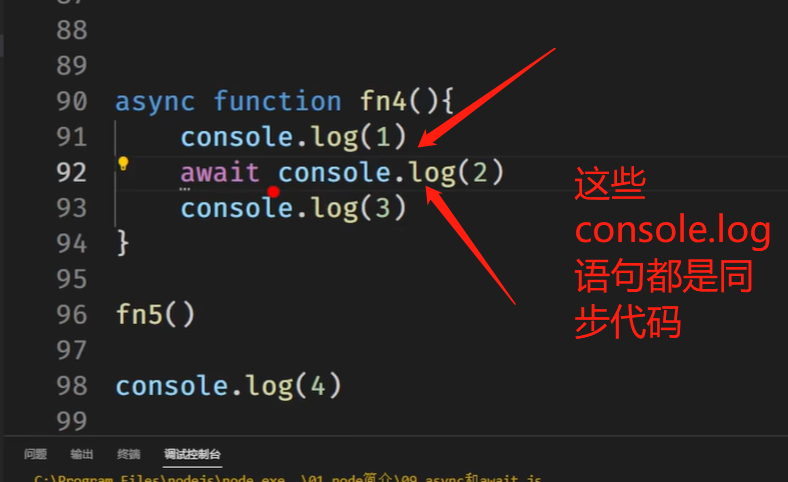 88
89
90 async function fn4(){
91 console.log(1)
92 await console.log(2)
93 console.log(3)
94 }
95
96 fn5()
97
98 console.log(4)
99
这些
console.log
语句都是同
步代码
问题 输出 终端 调试控制台
C:\Program Files\nodejs\node.exe .\01_node简介\09_async和await.js